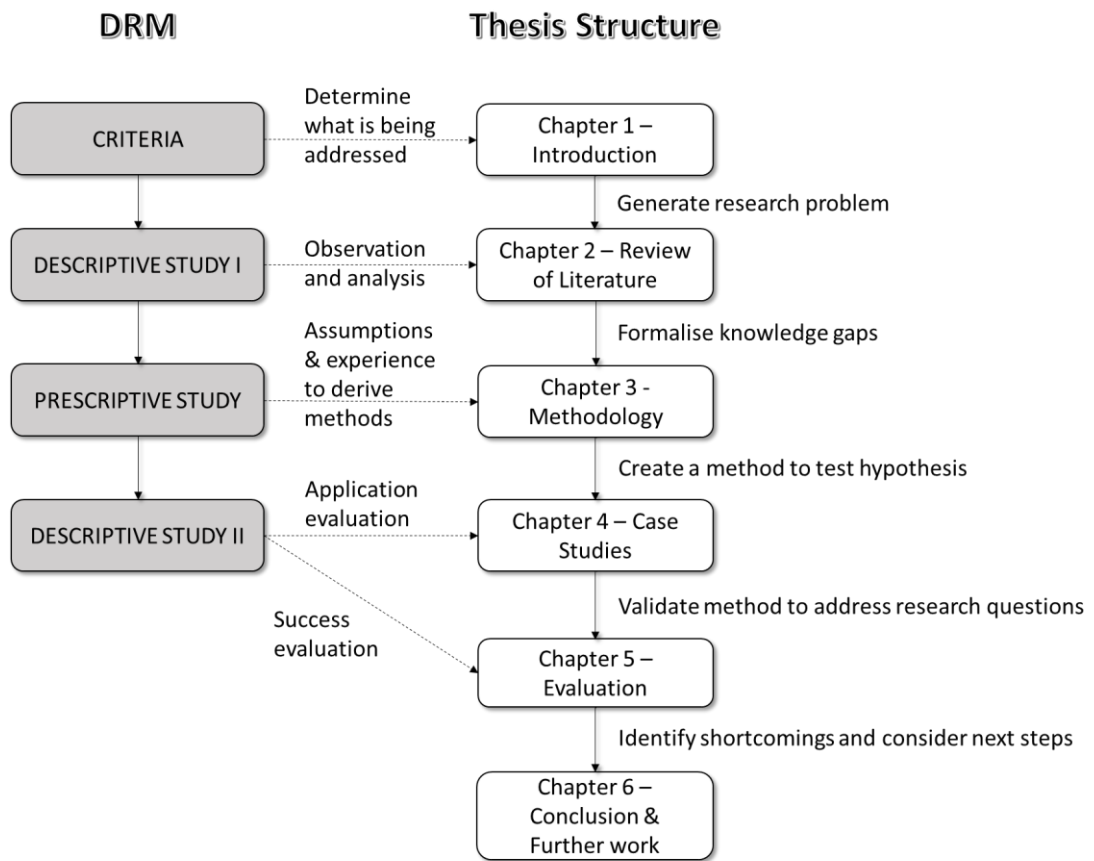 DRM
Thesis Structure
CRITERIA
Determine
what is being
addressed
Chapter 1 –
Introduction
Generate research problem
DESCRIPTIVE STUDY I
Observation
and analysis
Chapter 2 – Review
of Literature
Formalise knowledge gaps
PRESCRIPTIVE STUDY
Assumptions
& experience
to derive
methods
Chapter 3 -
Methodology
Create a method to test hypothesis
DESCRIPTIVE STUDY II
Application
evaluation
Chapter 4 – Case
Studies
Validate method to address research questions
Success
evaluation
Chapter 5 –
Evaluation
Identify shortcomings and consider next steps
Chapter 6 –
Conclusion &
Further work